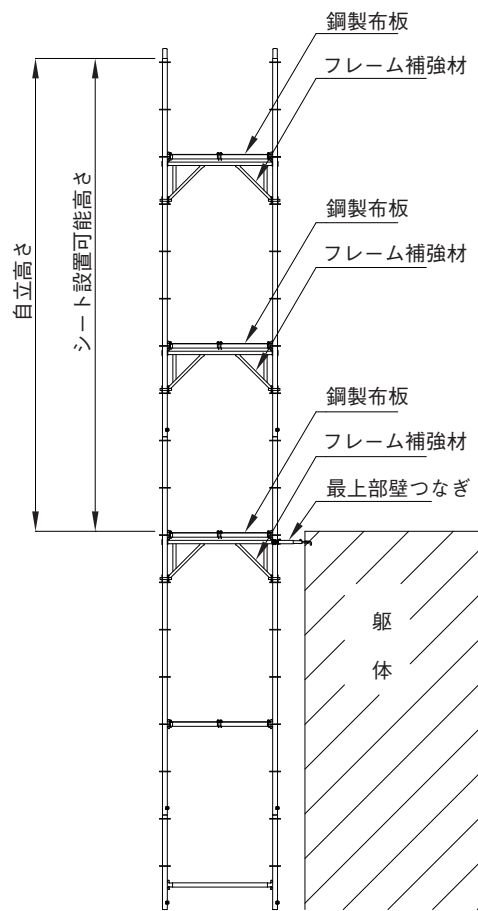 鋼製布板
フレーム補強材
鋼製布板
フレーム補強材
自立高さ
シート設置可能高さ
鋼製布板
フレーム補強材
最上部壁つなぎ
躯体